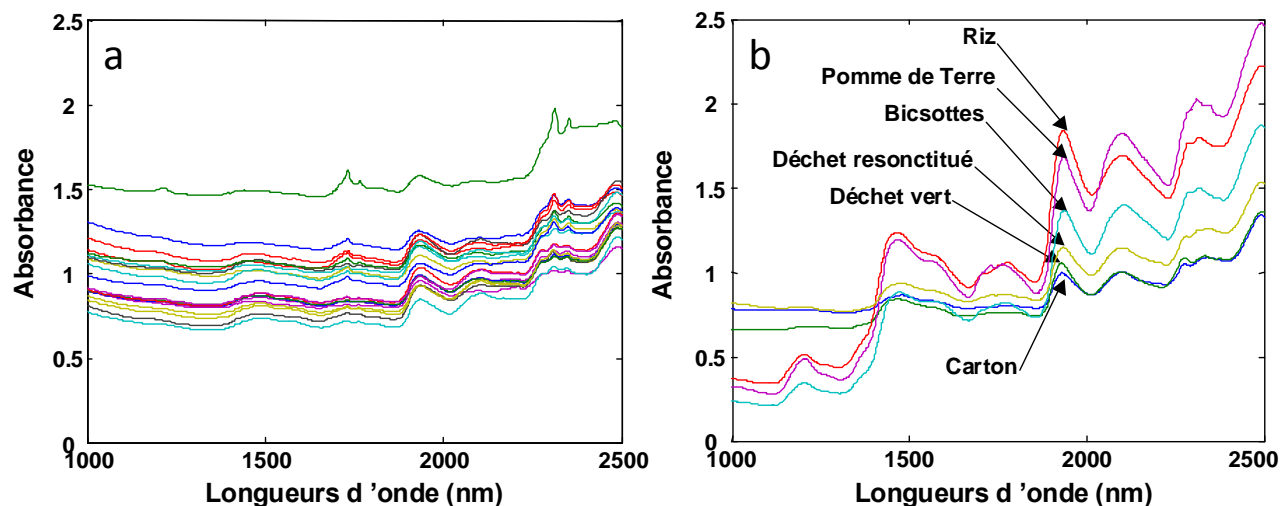 a
2.5
2
1.5
1
0.5
0
1000 1500 2000 2500
Absorbance
Longueurs d ’onde (nm)
b
2.5
2
1.5
1
0.5
0
1000 1500 2000 2500
Absorbance
Longueurs d ’onde (nm)
Riz
Pomme de Terre
Bicsottes
Déchet resonctitué
Déchet vert
Carton